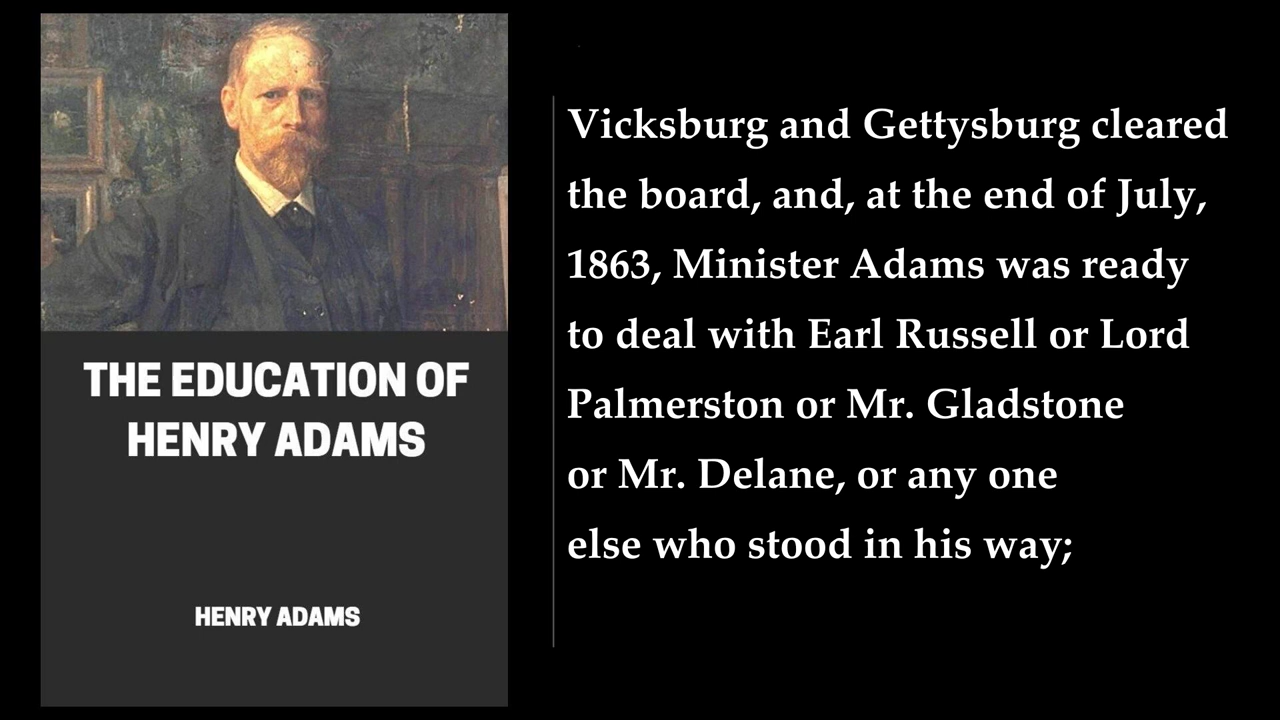 THE EDUCATION OF
HENRY ADAMS
HENRY ADAMS
Vicksburg and Gettysburg cleared
the board, and, at the end of July,
1863, Minister Adams was ready
to deal with Earl Russell or Lord
Palmerston or Mr. Gladstone
or Mr. Delane, or any one
else who stood in his way;